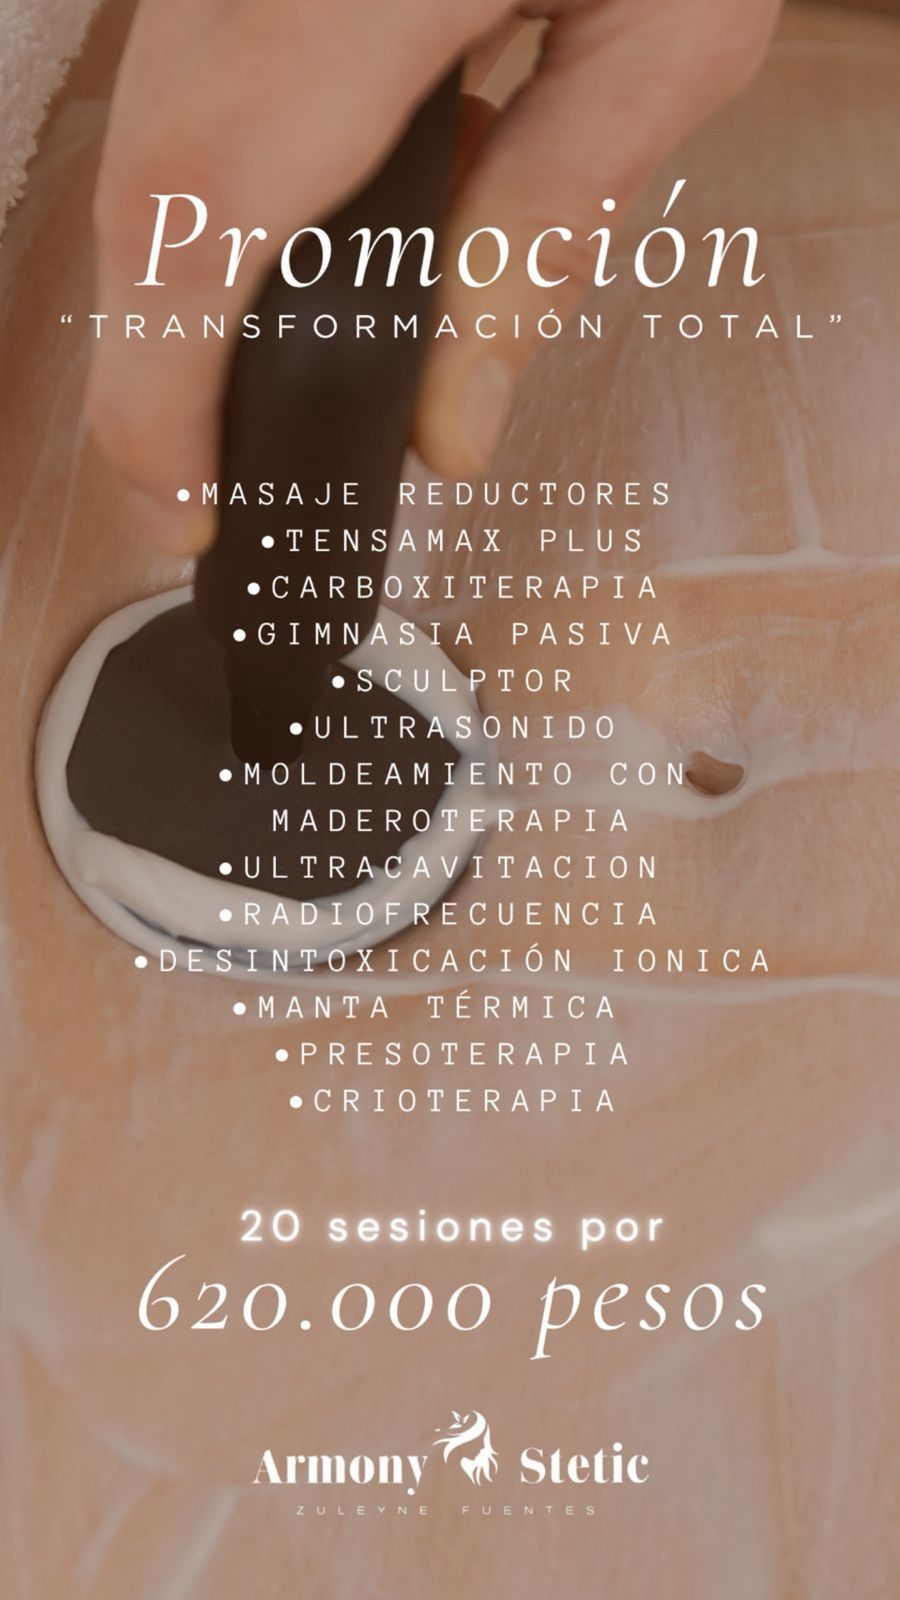 Promoción
“TRANSFORMACIÓN TOTAL”
•MASAJE REDUCTORES
•TENSAMAX PLUS
•CARBOXITERAPIA
•GIMNASIA PASIVA
•SCULPTOR
•ULTRASONIDO
•MOLDEAMIENTO CON
MADEROTERAPIA
•ULTRACAVITACION
•RADIOFRECUENCIA
•DESINTOXICACIÓN IONICA
•MANTA TÉRMICA
•PRESOTERAPIA
•CRIOTERAPIA
20 sesiones por
620.000 pesos
Armony Stetic
ZULEYNE FUENTES